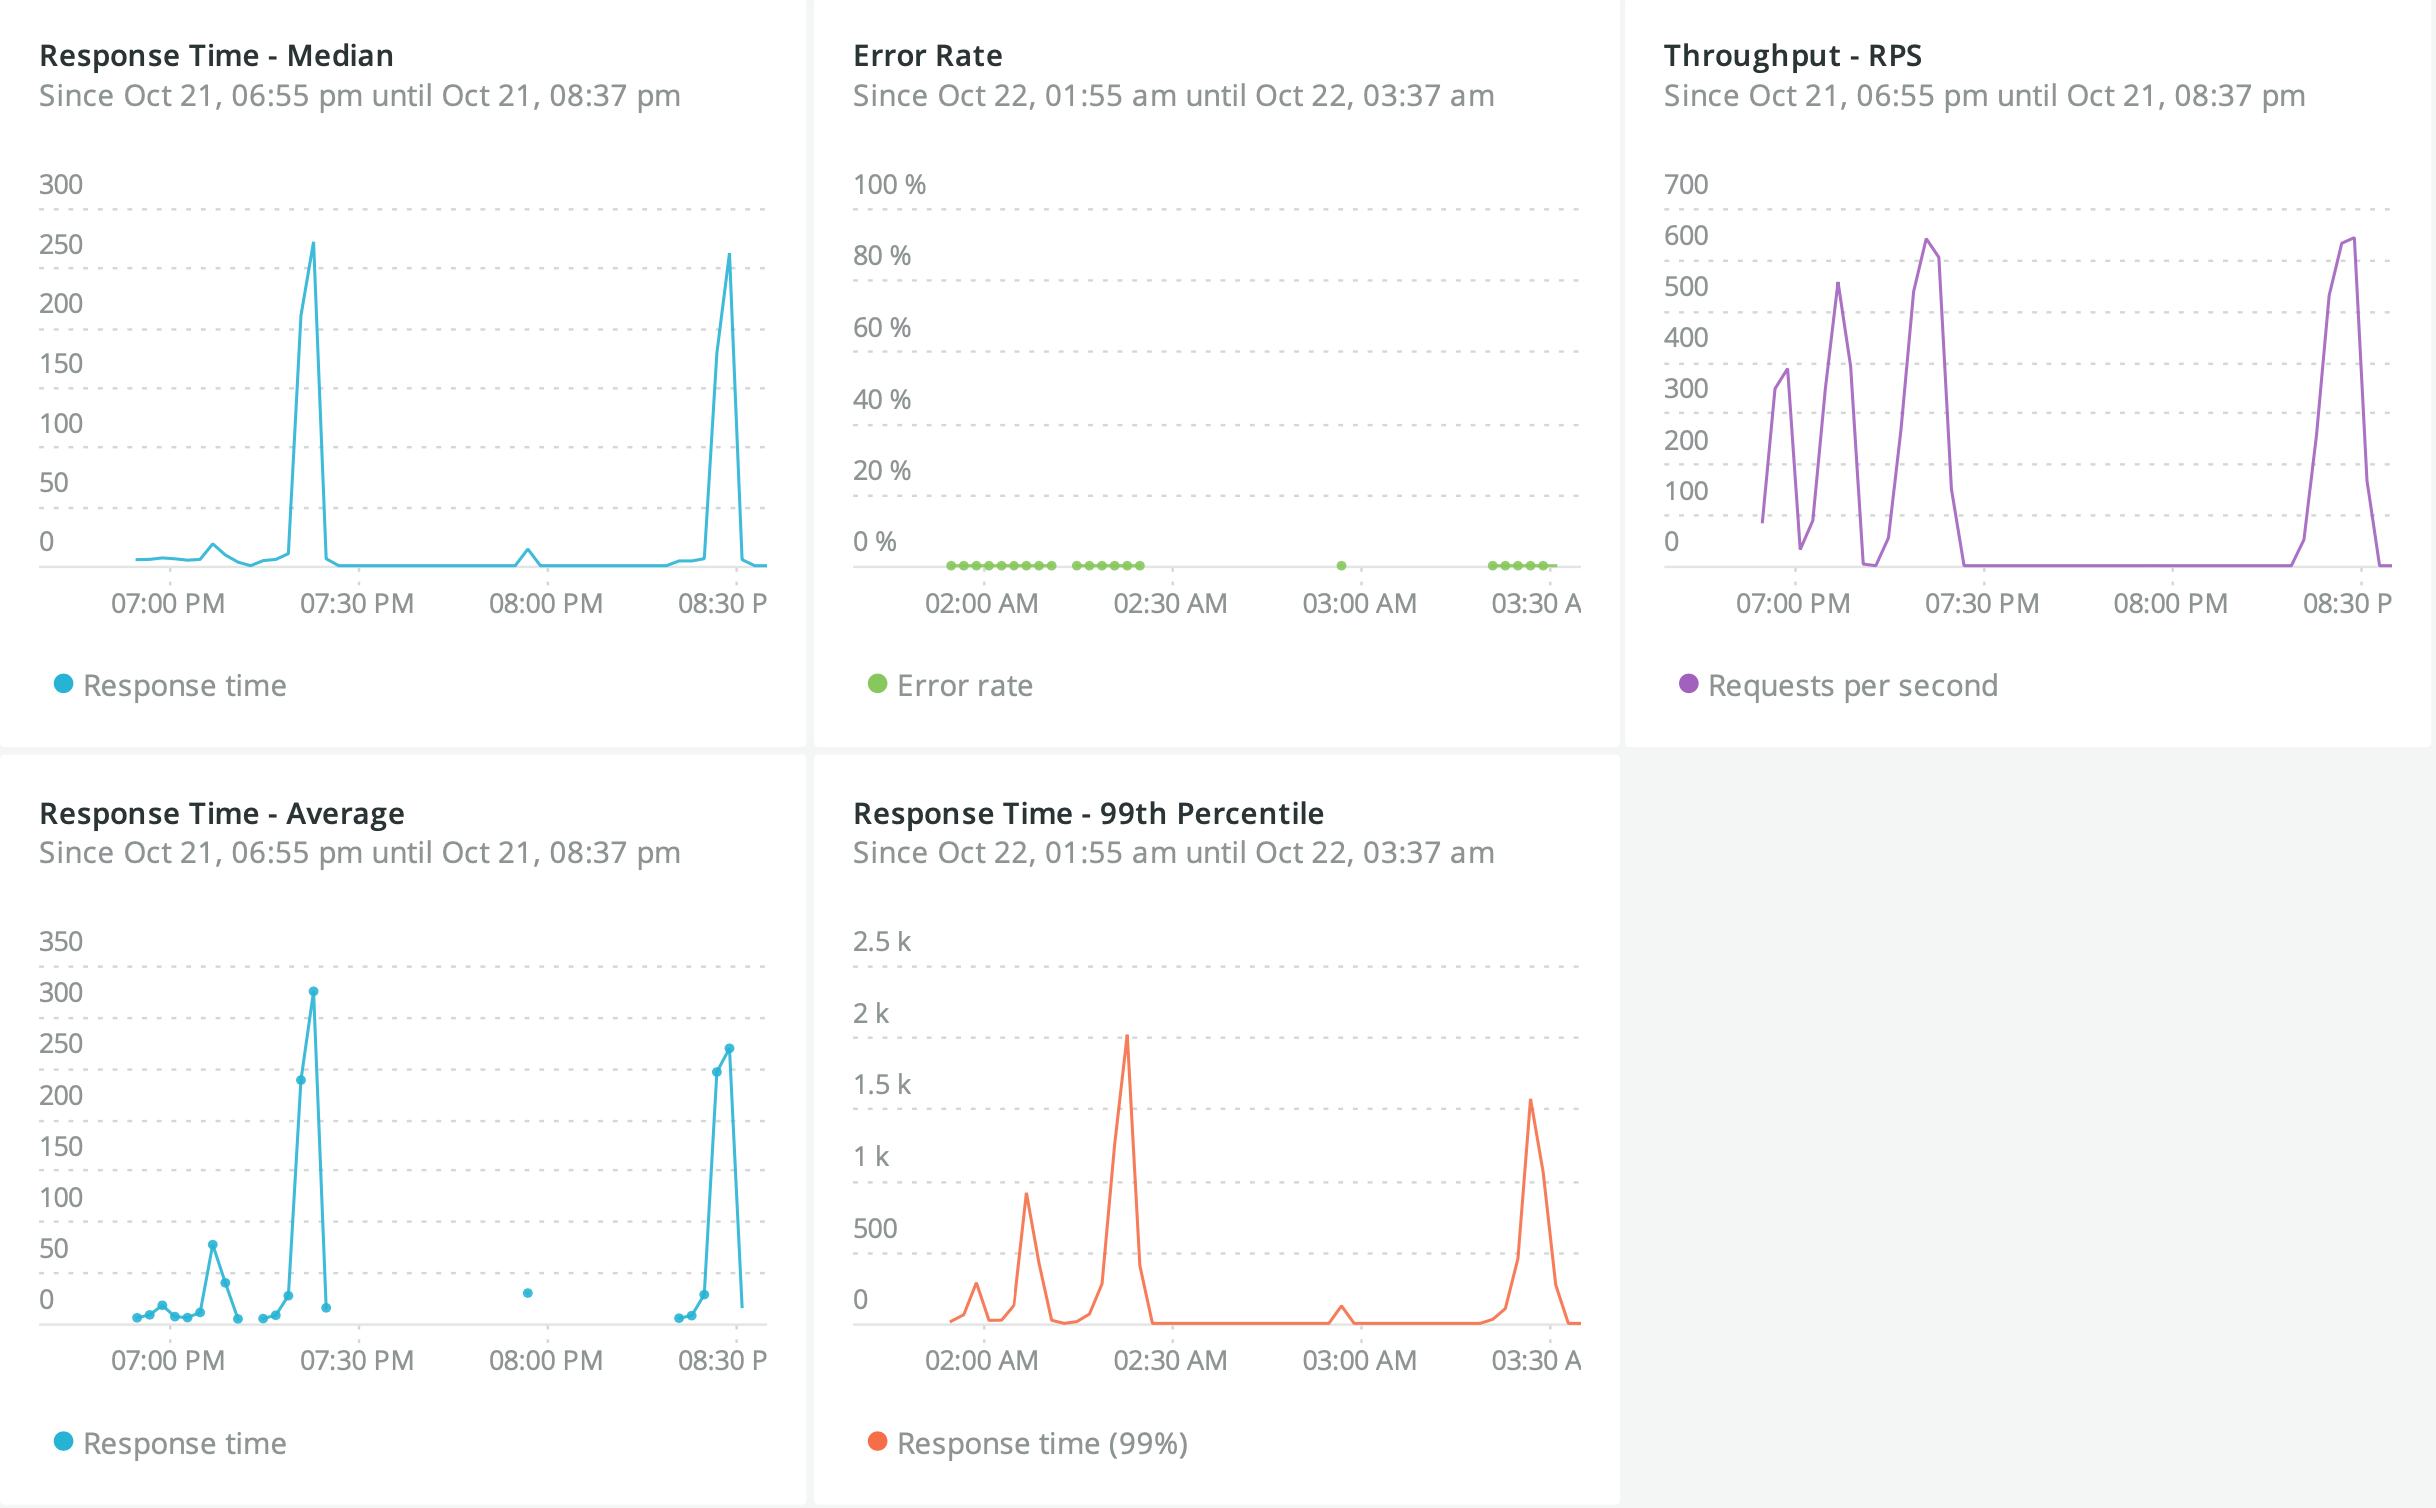 Response Time - Median
Since Oct 21, 06:55 pm until Oct 21, 08:37 pm
300
250
200
150
100
50
0
07:00 PM 07:30 PM 08:00 PM 08:30 P
Response time
Error Rate
Since Oct 22, 01:55 am until Oct 22, 03:37 am
100 %
80 %
60 %
40 %
20 %
0 %
02:00 AM 02:30 AM 03:00 AM 03:30 A
Error rate
Throughput - RPS
Since Oct 21, 06:55 pm until Oct 21, 08:37 pm
700
600
500
400
300
200
100
0
07:00 PM 07:30 PM 08:00 PM 08:30 P
Requests per second
Response Time - Average
Since Oct 21, 06:55 pm until Oct 21, 08:37 pm
350
300
250
200
150
100
50
0
07:00 PM 07:30 PM 08:00 PM 08:30 P
Response time
Response Time - 99th Percentile
Since Oct 22, 01:55 am until Oct 22, 03:37 am
2.5 k
2 k
1.5 k
1 k
500
0
02:00 AM 02:30 AM 03:00 AM 03:30 A
Response time (99%)